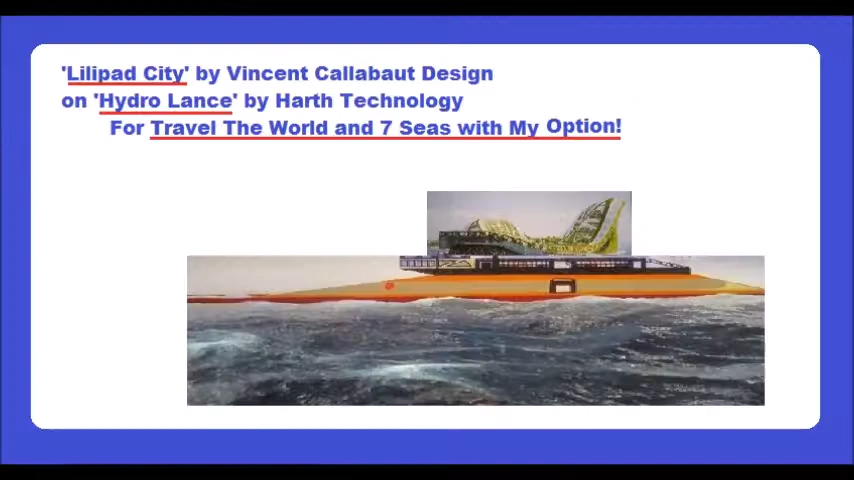 'Lilipad City' by Vincent Callabaut Design
on 'Hydro Lance' by Harth Technology
For Travel The World and 7 Seas with My Option!